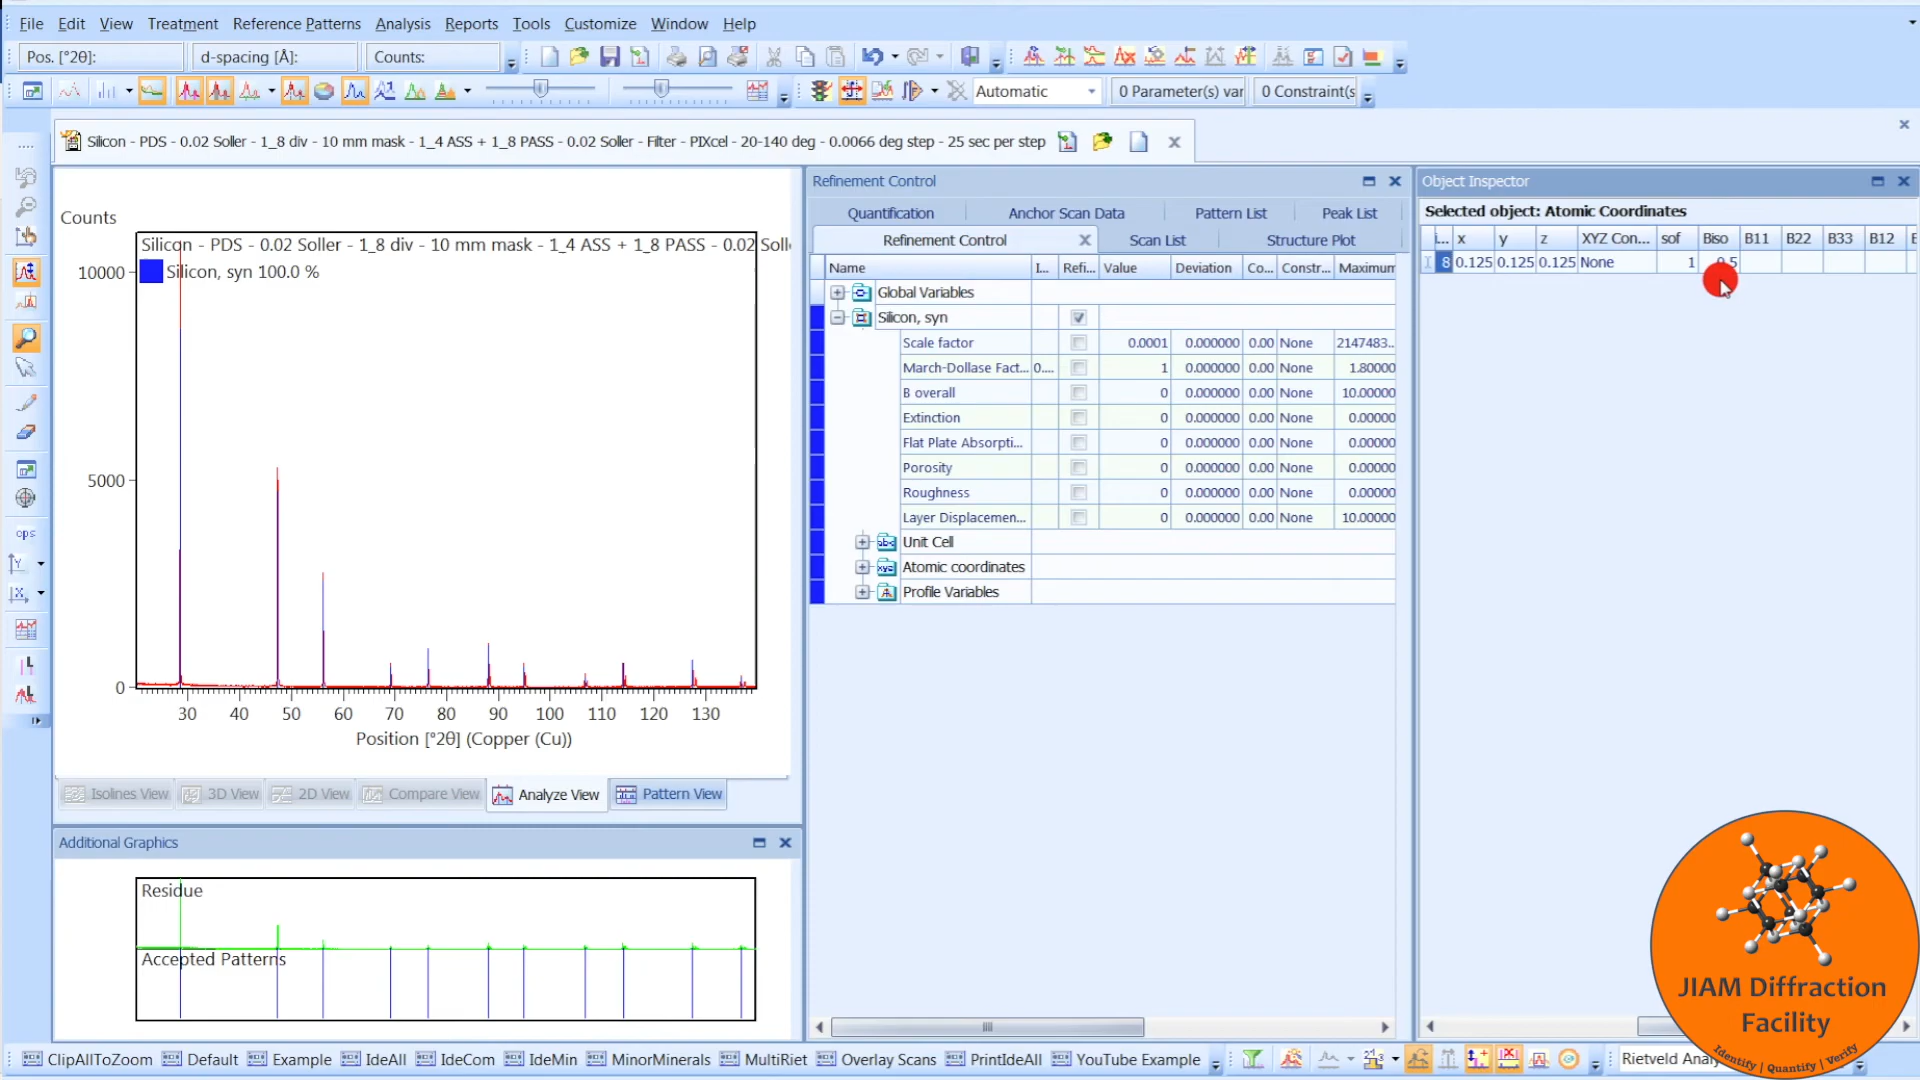 File Edit View Treatment Reference Patterns Analysis Reports Tools Customize Window Help
Pos. [°2θ]: d-spacing [Å]: Counts:
Automatic 0 Parameter(s) var 0 Constraint(s
Silicon - PDS - 0.02 Soller - 1_8 div - 10 mm mask - 1_4 ASS + 1_8 PASS - 0.02 Soller - Filter - PIXcel - 20-140 deg - 0.0066 deg step - 25 sec per step
ops
Counts
Silicon - PDS - 0.02 Soller - 1_8 div - 10 mm mask - 1_4 ASS + 1_8 PASS - 0.02 Soll
Silicon, syn 100.0 %
10000
5000
0
30 40 50 60 70 80 90 100 110 120 130
Position [°2θ] (Copper (Cu))
Isolines View 3D View 2D View Compare View Analyze View Pattern View
Additional Graphics
Residue
Accepted Patterns
Refinement Control
Quantification Anchor Scan Data Pattern List Peak List
Refinement Control Scan List Structure Plot
Name I... Refi... Value Deviation Co... Constr... Maximum
Global Variables
Silicon, syn
Scale factor 0.0001 0.000000 0.00 None 2147483..
March-Dollase Fact... 0.... 1 0.000000 0.00 None 1.80000
B overall 0 0.000000 0.00 None 10.00000
Extinction 0 0.000000 0.00 None 0.00000
Flat Plate Absorpti... 0 0.000000 0.00 None 0.00000
Porosity 0 0.000000 0.00 None 0.00000
Roughness 0 0.000000 0.00 None 0.00000
Layer Displacemen... 0 0.000000 0.00 None 10.00000
Unit Cell
Atomic coordinates
Profile Variables
Object Inspector
Selected object: Atomic Coordinates
i... x y z XYZ Con... sof Biso B11 B22 B33 B12
8 0.125 0.125 0.125 None 1 0.5
JIAM Diffraction
Facility
Identify | Quantify | Verify
ClipAllToZoom Default Example IdeAll IdeCom IdeMin MinorMinerals MultiRiet Overlay Scans PrintIdeAll YouTube Example
Rietveld Analy